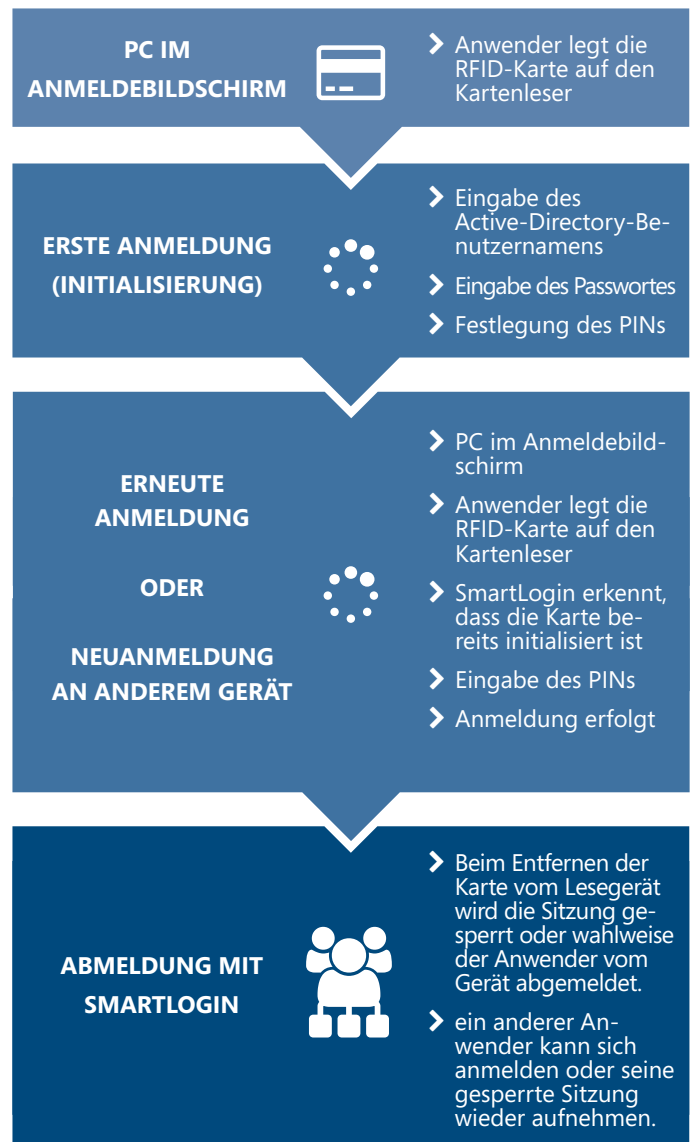 PC IM
ANMELDEBILDSCHIRM
Anwender legt die
RFID-Karte auf den
Kartenleser
ERSTE ANMELDUNG
(INITIALISIERUNG)
Eingabe des
Active-Directory-Be-
nutzernamens
Eingabe des Passwortes
Festlegung des PINs
ERNEUTE
ANMELDUNG
ODER
NEUANMELDUNG
AN ANDEREM GERÄT
PC im Anmeldebild-
schirm
Anwender legt die
RFID-Karte auf den
Kartenleser
SmartLogin erkennt,
dass die Karte be-
reits initialisiert ist
Eingabe des PINs
Anmeldung erfolgt
ABMELDUNG MIT
SMARTLOGIN
Beim Entfernen der
Karte vom Lesegerät
wird die Sitzung ge-
sperrt oder wahlweise
der Anwender vom
Gerät abgemeldet.
ein anderer An-
wender kann sich
anmelden oder seine
gesperrte Sitzung
wieder aufnehmen.